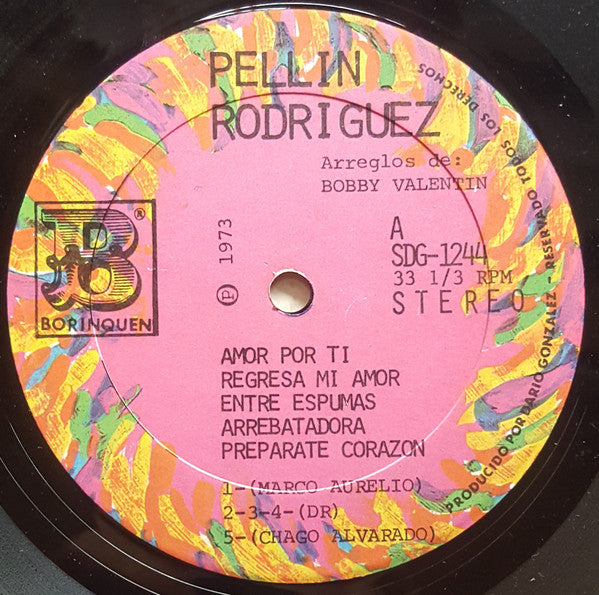 PELLIN
RODRIGUEZ
Arreglos de:
BOBBY VALENTIN
B
D.
G
®
BORINQUEN
℗ 1973
A
SDG-1244
33 1/3 RPM
STEREO
AMOR POR TI
REGRESA MI AMOR
ENTRE ESPUMAS
ARREBATADORA
PREPARATE CORAZON
1-(MARCO AURELIO)
2-3-4-(DR)
5-(CHAGO ALVARADO)
PRODUCIDO POR DARIO GONZALEZ - RESERVADO TODOS LOS DERECHOS